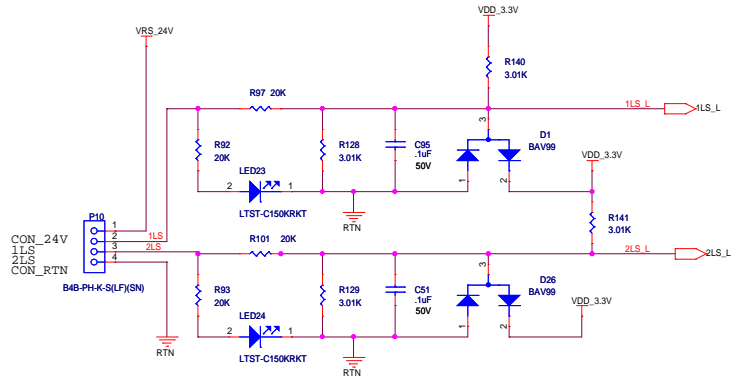 VDD_3.3V
VRS_24V
R140
3.01K
R97 20K
1LS_L
1LS_L
3
R92
20K
R128
3.01K
C95
.1uF
50V
D1
BAV99
VDD_3.3V
LED23
2
1
1
2
LTST-C150KRKT
P10
R141
3.01K
RTN
1
CON_24V
2
1LS
1LS
3
2LS
R101 20K
2LS_L
2LS_L
2LS
4
CON_RTN
3
B4B-PH-K-S(LF)(SN)
R93
20K
R129
3.01K
C51
.1uF
50V
D26
BAV99
VDD_3.3V
LED24
2
1
1
2
LTST-C150KRKT
RTN
RTN